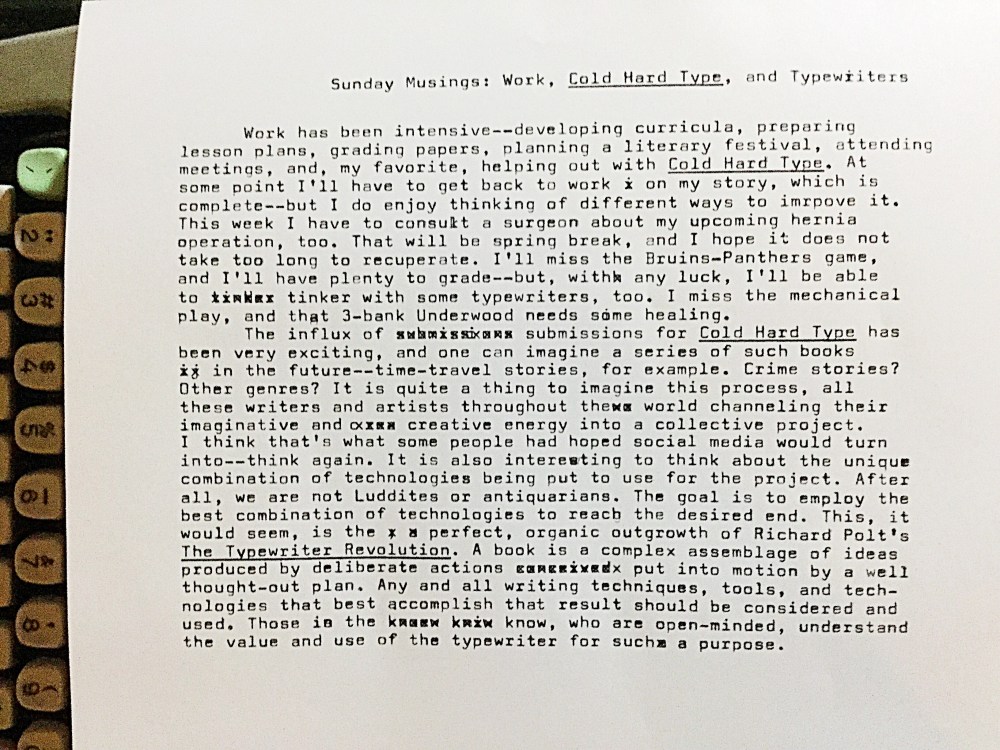 Sunday Musings: Work, Cold Hard Type, and Typewriters
Work has been intensive--developing curricula, preparing
lesson plans, grading papers, planning a literary festival, attending
meetings, and, my favorite, helping out with Cold Hard Type. At
some point I'll have to get back to work x on my story, which is
complete--but I do enjoy thinking of different ways to imrpove it.
This week I have to consult a surgeon about my upcoming hernia
operation, too. That will be spring break, and I hope it does not
take too long to recuperate. I'll miss the Bruins-Panthers game,
and I'll have plenty to grade--but, with any luck, I'll be able
to tinker with some typewriters, too. I miss the mechanical
play, and that 3-bank Underwood needs some healing.
The influx of submissions for Cold Hard Type has
been very exciting, and one can imagine a series of such books
in the future--time-travel stories, for example. Crime stories?
Other genres? It is quite a thing to imagine this process, all
these writers and artists throughout the world channeling their
imaginative and creative energy into a collective project.
I think that's what some people had hoped social media would turn
into--think again. It is also interesting to think about the unique
combination of technologies being put to use for the project. After
all, we are not Luddites or antiquarians. The goal is to employ the
best combination of technologies to reach the desired end. This, it
would seem, is the x x perfect, organic outgrowth of Richard Polt's
The Typewriter Revolution. A book is a complex assemblage of ideas
produced by deliberate actions put into motion by a well
thought-out plan. Any and all writing techniques, tools, and tech-
nologies that best accomplish that result should be considered and
used. Those in the know, who are open-minded, understand
the value and use of the typewriter for such a purpose.
" 2
# 3
$ 4
% 5
6
7
' 8
( 9